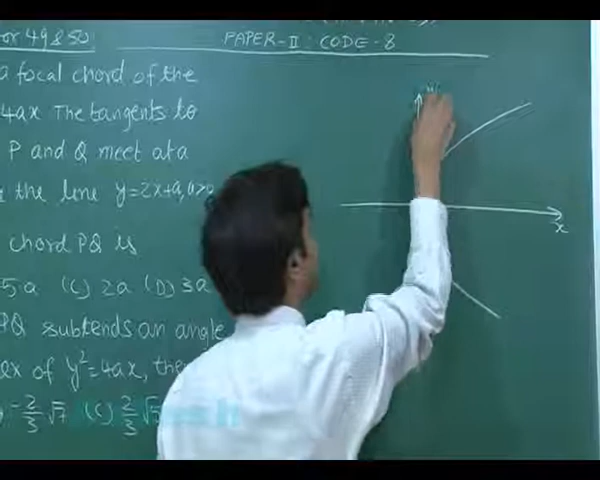 or 49 & 50
PAPER-II : CODE-8
a focal chord of the
4ax The tangents to
P and Q meet at a
the line y=2x+a, a>0
chord PQ is
5a (C) 2a (D) 3a
PQ subtends an angle
ex of y²=4ax, the
-2/3 √7 (C) 2/3 √5
x